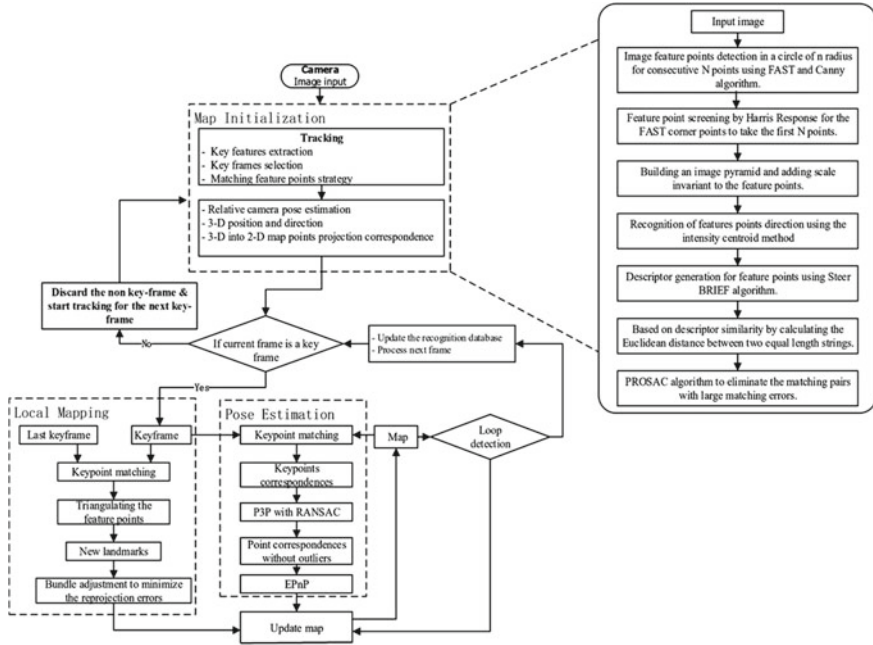 Camera
Image input
Map Initialization
Tracking
- Key features extraction
- Key frames selection
- Matching feature points strategy
- Relative camera pose estimation
- 3-D position and direction
- 3-D into 2-D map points projection correspondence
Discard the non key-frame &
start tracking for the next key-
frame
No
If current frame is a key
frame
Yes
- Update the recognition database
- Process next frame
Local Mapping
Last keyframe
Keyframe
Keypoint matching
Triangulating the
feature points
New landmarks
Bundle adjustment to minimize
the reprojection errors
Pose Estimation
Keypoint matching
Keypoints
correspondences
P3P with RANSAC
Point correspondences
without outliers
EPnP
Update map
Map
Loop
detection
Input image
Image feature points detection in a circle of n radius
for consecutive N points using FAST and Canny
algorithm.
Feature point screening by Harris Response for the
FAST corner points to take the first N points.
Building an image pyramid and adding scale
invariant to the feature points.
Recognition of features points direction using the
intensity centroid method
Descriptor generation for feature points using Steer
BRIEF algorithm.
Based on descriptor similarity by calculating the
Euclidean distance between two equal length strings.
PROSAC algorithm to eliminate the matching pairs
with large matching errors.